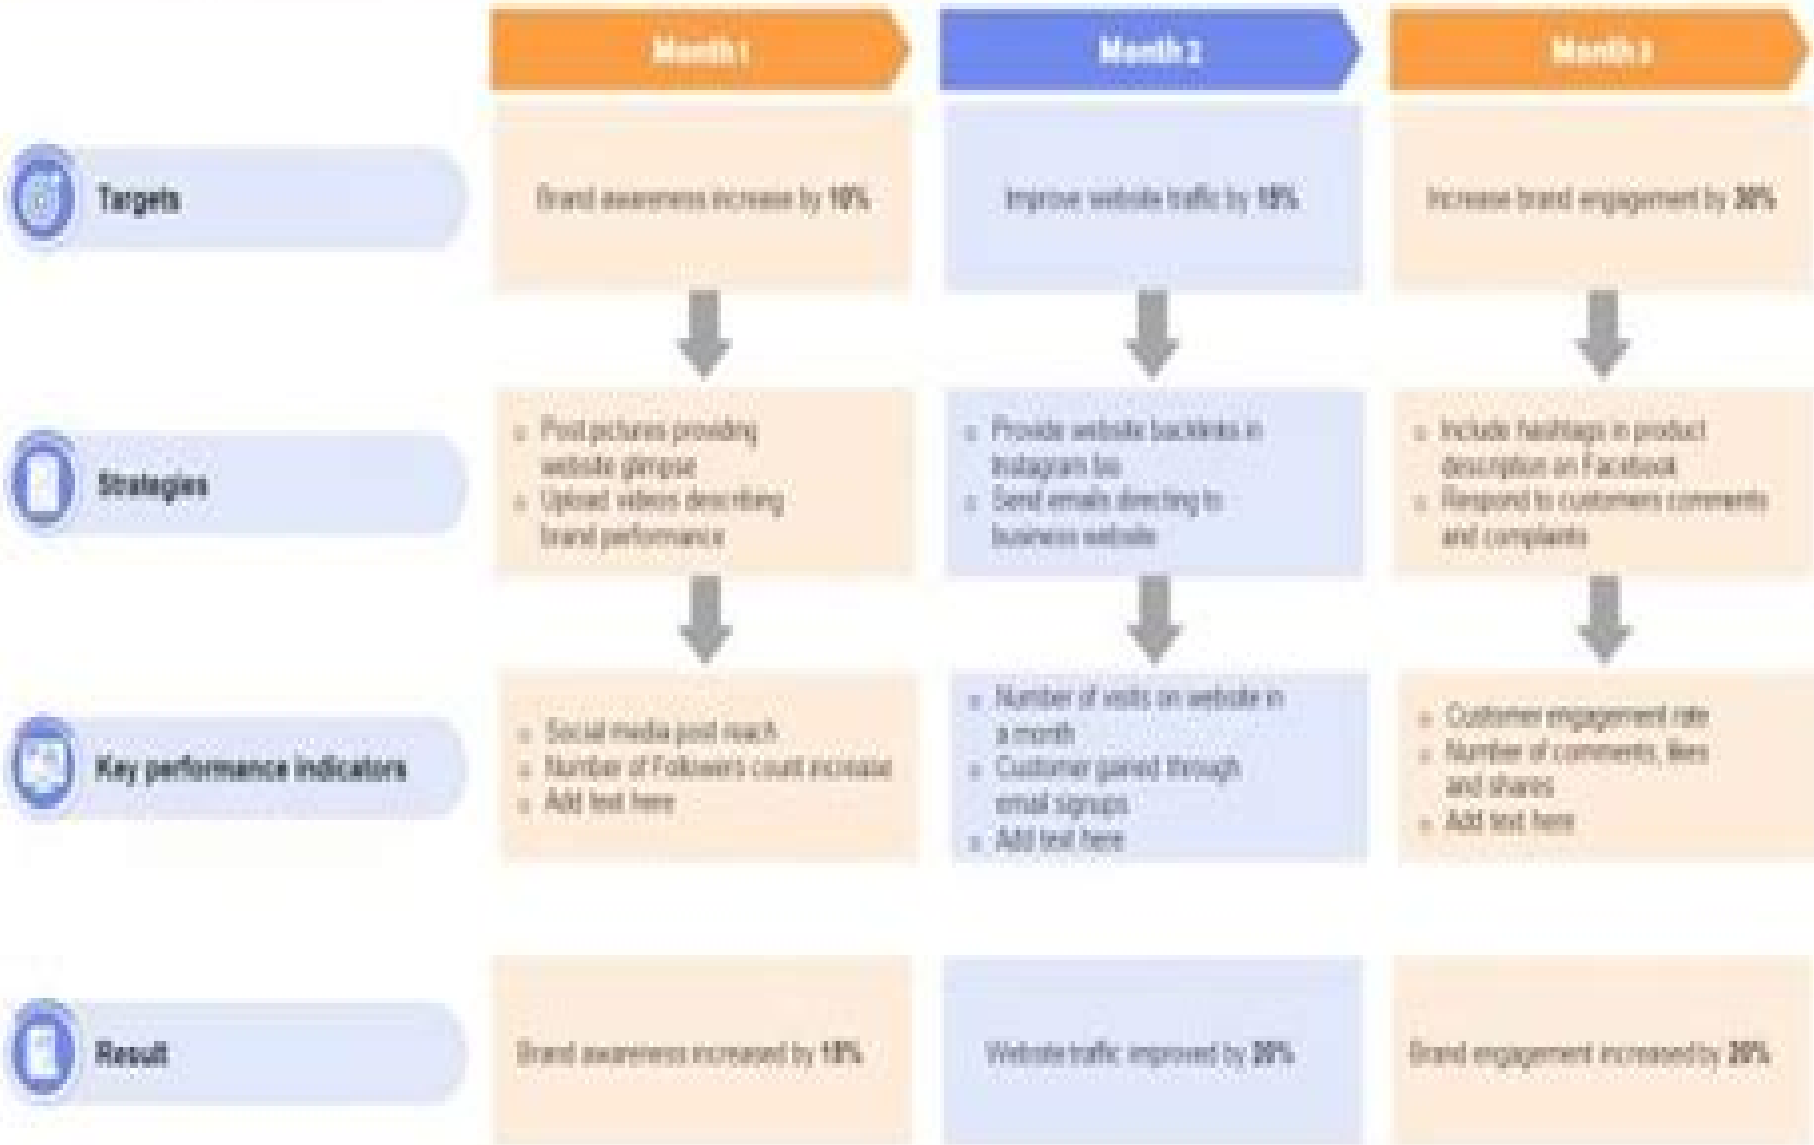 Month 1
Month 2
Month 3
Targets
Brand awareness increase by 10%
Improve website traffic by 15%
Increase brand engagement by
Strategies
o Post pictures providing
website glimpse
o Upload videos describing
brand performance
o Provide website backlinks in
Instagram bio
o Send emails directing to
business website
o Include hashtags in product
description on Facebook
o Respond to customers comments
and complaints
Key performance indicators
o Social media post reach
o Number of Followers count increase
o Add text here
o Number of visits on website in
a month
o Customer gained through
email signups
o Add text here
o Customer engagement rate
o Number of comments, likes
and shares
o Add text here
Result
Brand awareness increased by
Website traffic improved by 20%
Brand engagement increased by